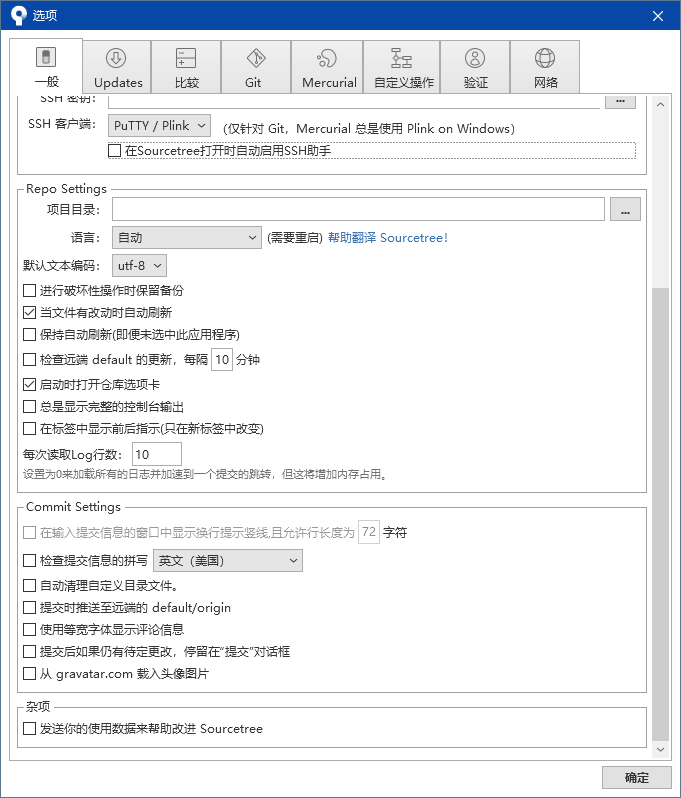 选项
一般
Updates
比较
Git
Mercurial
自定义操作
验证
网络
SSH 密钥:
...
SSH 客户端: PuTTY / Plink (仅针对 Git，Mercurial 总是使用 Plink on Windows)
在Sourcetree打开时自动启用SSH助手
Repo Settings
项目目录: ...
语言: 自动 (需要重启) 帮助翻译 Sourcetree!
默认文本编码: utf-8
进行破坏性操作时保留备份
当文件有改动时自动刷新
保持自动刷新(即便未选中此应用程序)
检查远端 default 的更新，每隔 10 分钟
启动时打开仓库选项卡
总是显示完整的控制台输出
在标签中显示前后指示(只在新标签中改变)
每次读取Log行数: 10
设置为0来加载所有的日志并加速到一个提交的跳转，但这将增加内存占用。
Commit Settings
在输入提交信息的窗口中显示换行提示竖线,且允许行长度为 72 字符
检查提交信息的拼写 英文（美国）
自动清理自定义目录文件。
提交时推送至远端的 default/origin
使用等宽字体显示评论信息
提交后如果仍有待定更改，停留在“提交”对话框
从 gravatar.com 载入头像图片
杂项
发送你的使用数据来帮助改进 Sourcetree
确定